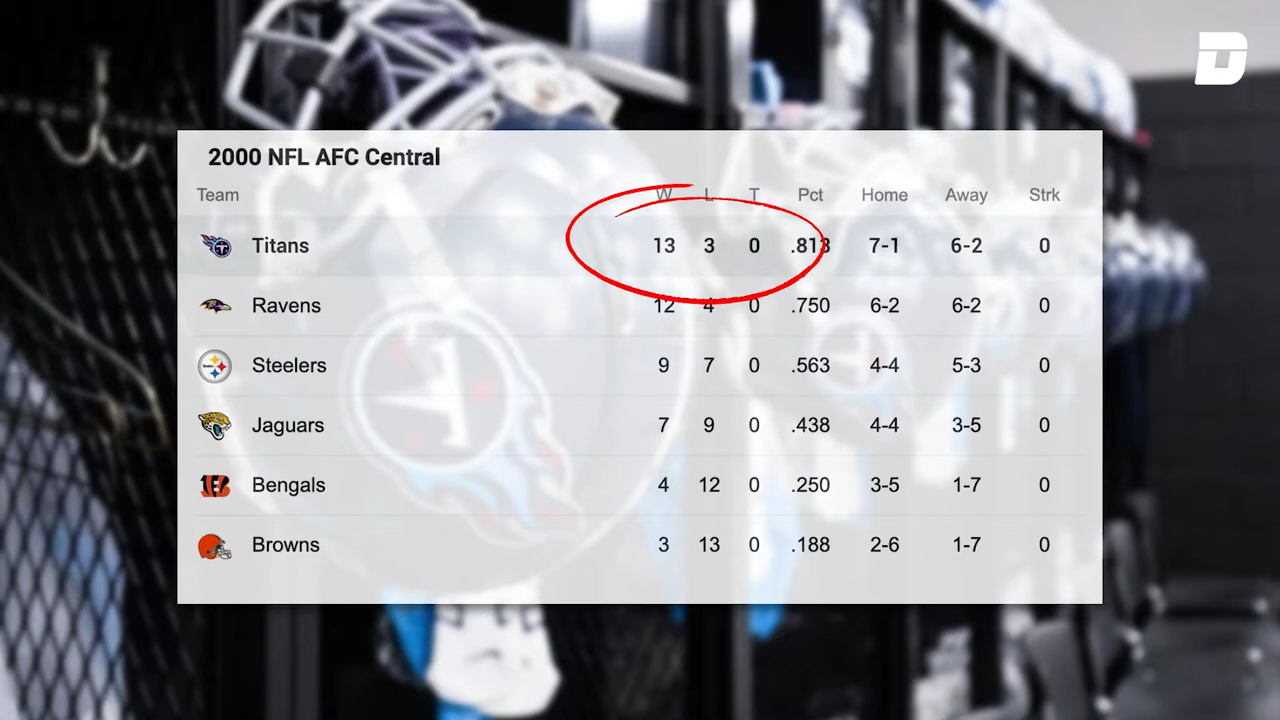 2000 NFL AFC Central
Team W L T Pct Home Away Strk
Titans 13 3 0 .813 7-1 6-2 0
Ravens 12 4 0 .750 6-2 6-2 0
Steelers 9 7 0 .563 4-4 5-3 0
Jaguars 7 9 0 .438 4-4 3-5 0
Bengals 4 12 0 .250 3-5 1-7 0
Browns 3 13 0 .188 2-6 1-7 0